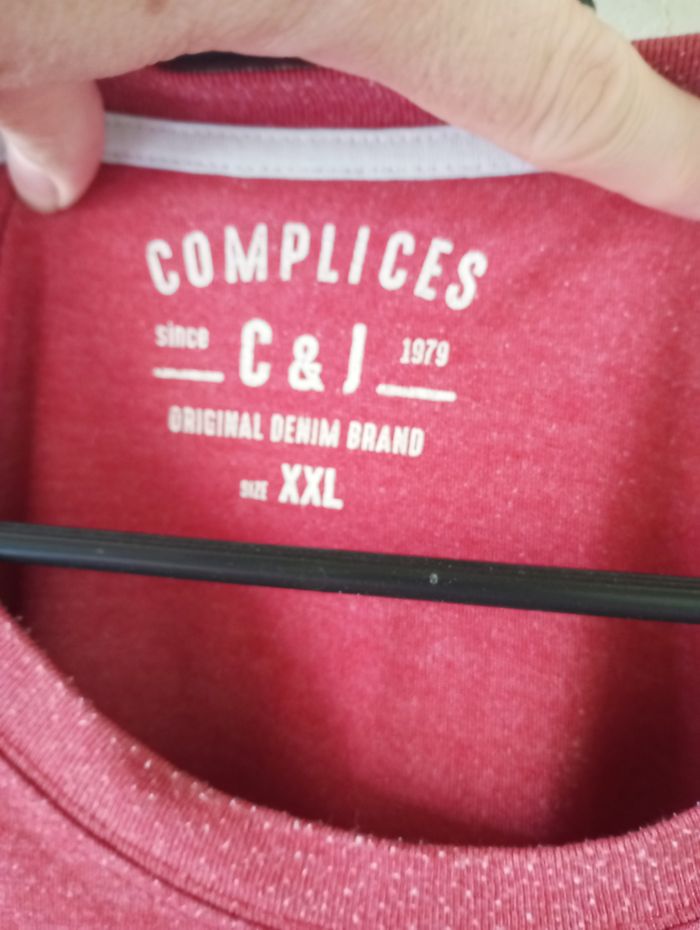 COMPLICES
since C & J 1979
ORIGINAL DENIM BRAND
SIZE XXL